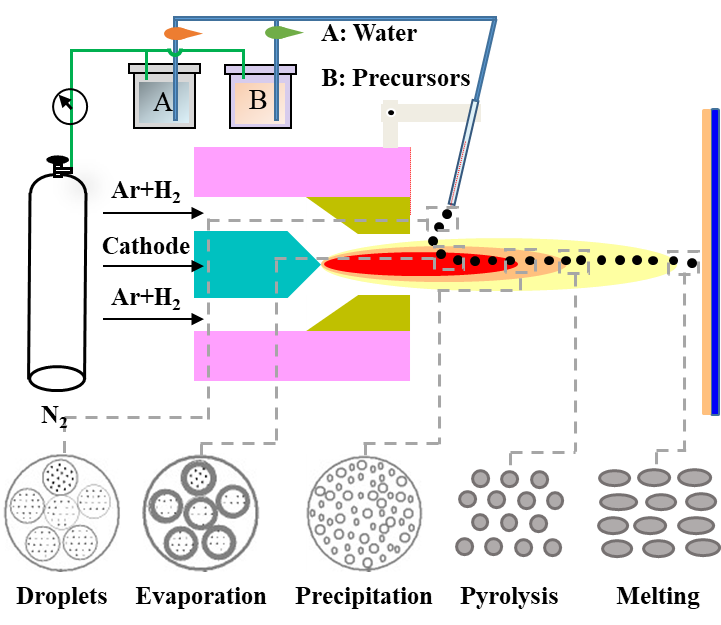 A: Water
B: Precursors
A
B
Ar+H₂
Cathode
Ar+H₂
N₂
Droplets
Evaporation
Precipitation
Pyrolysis
Melting